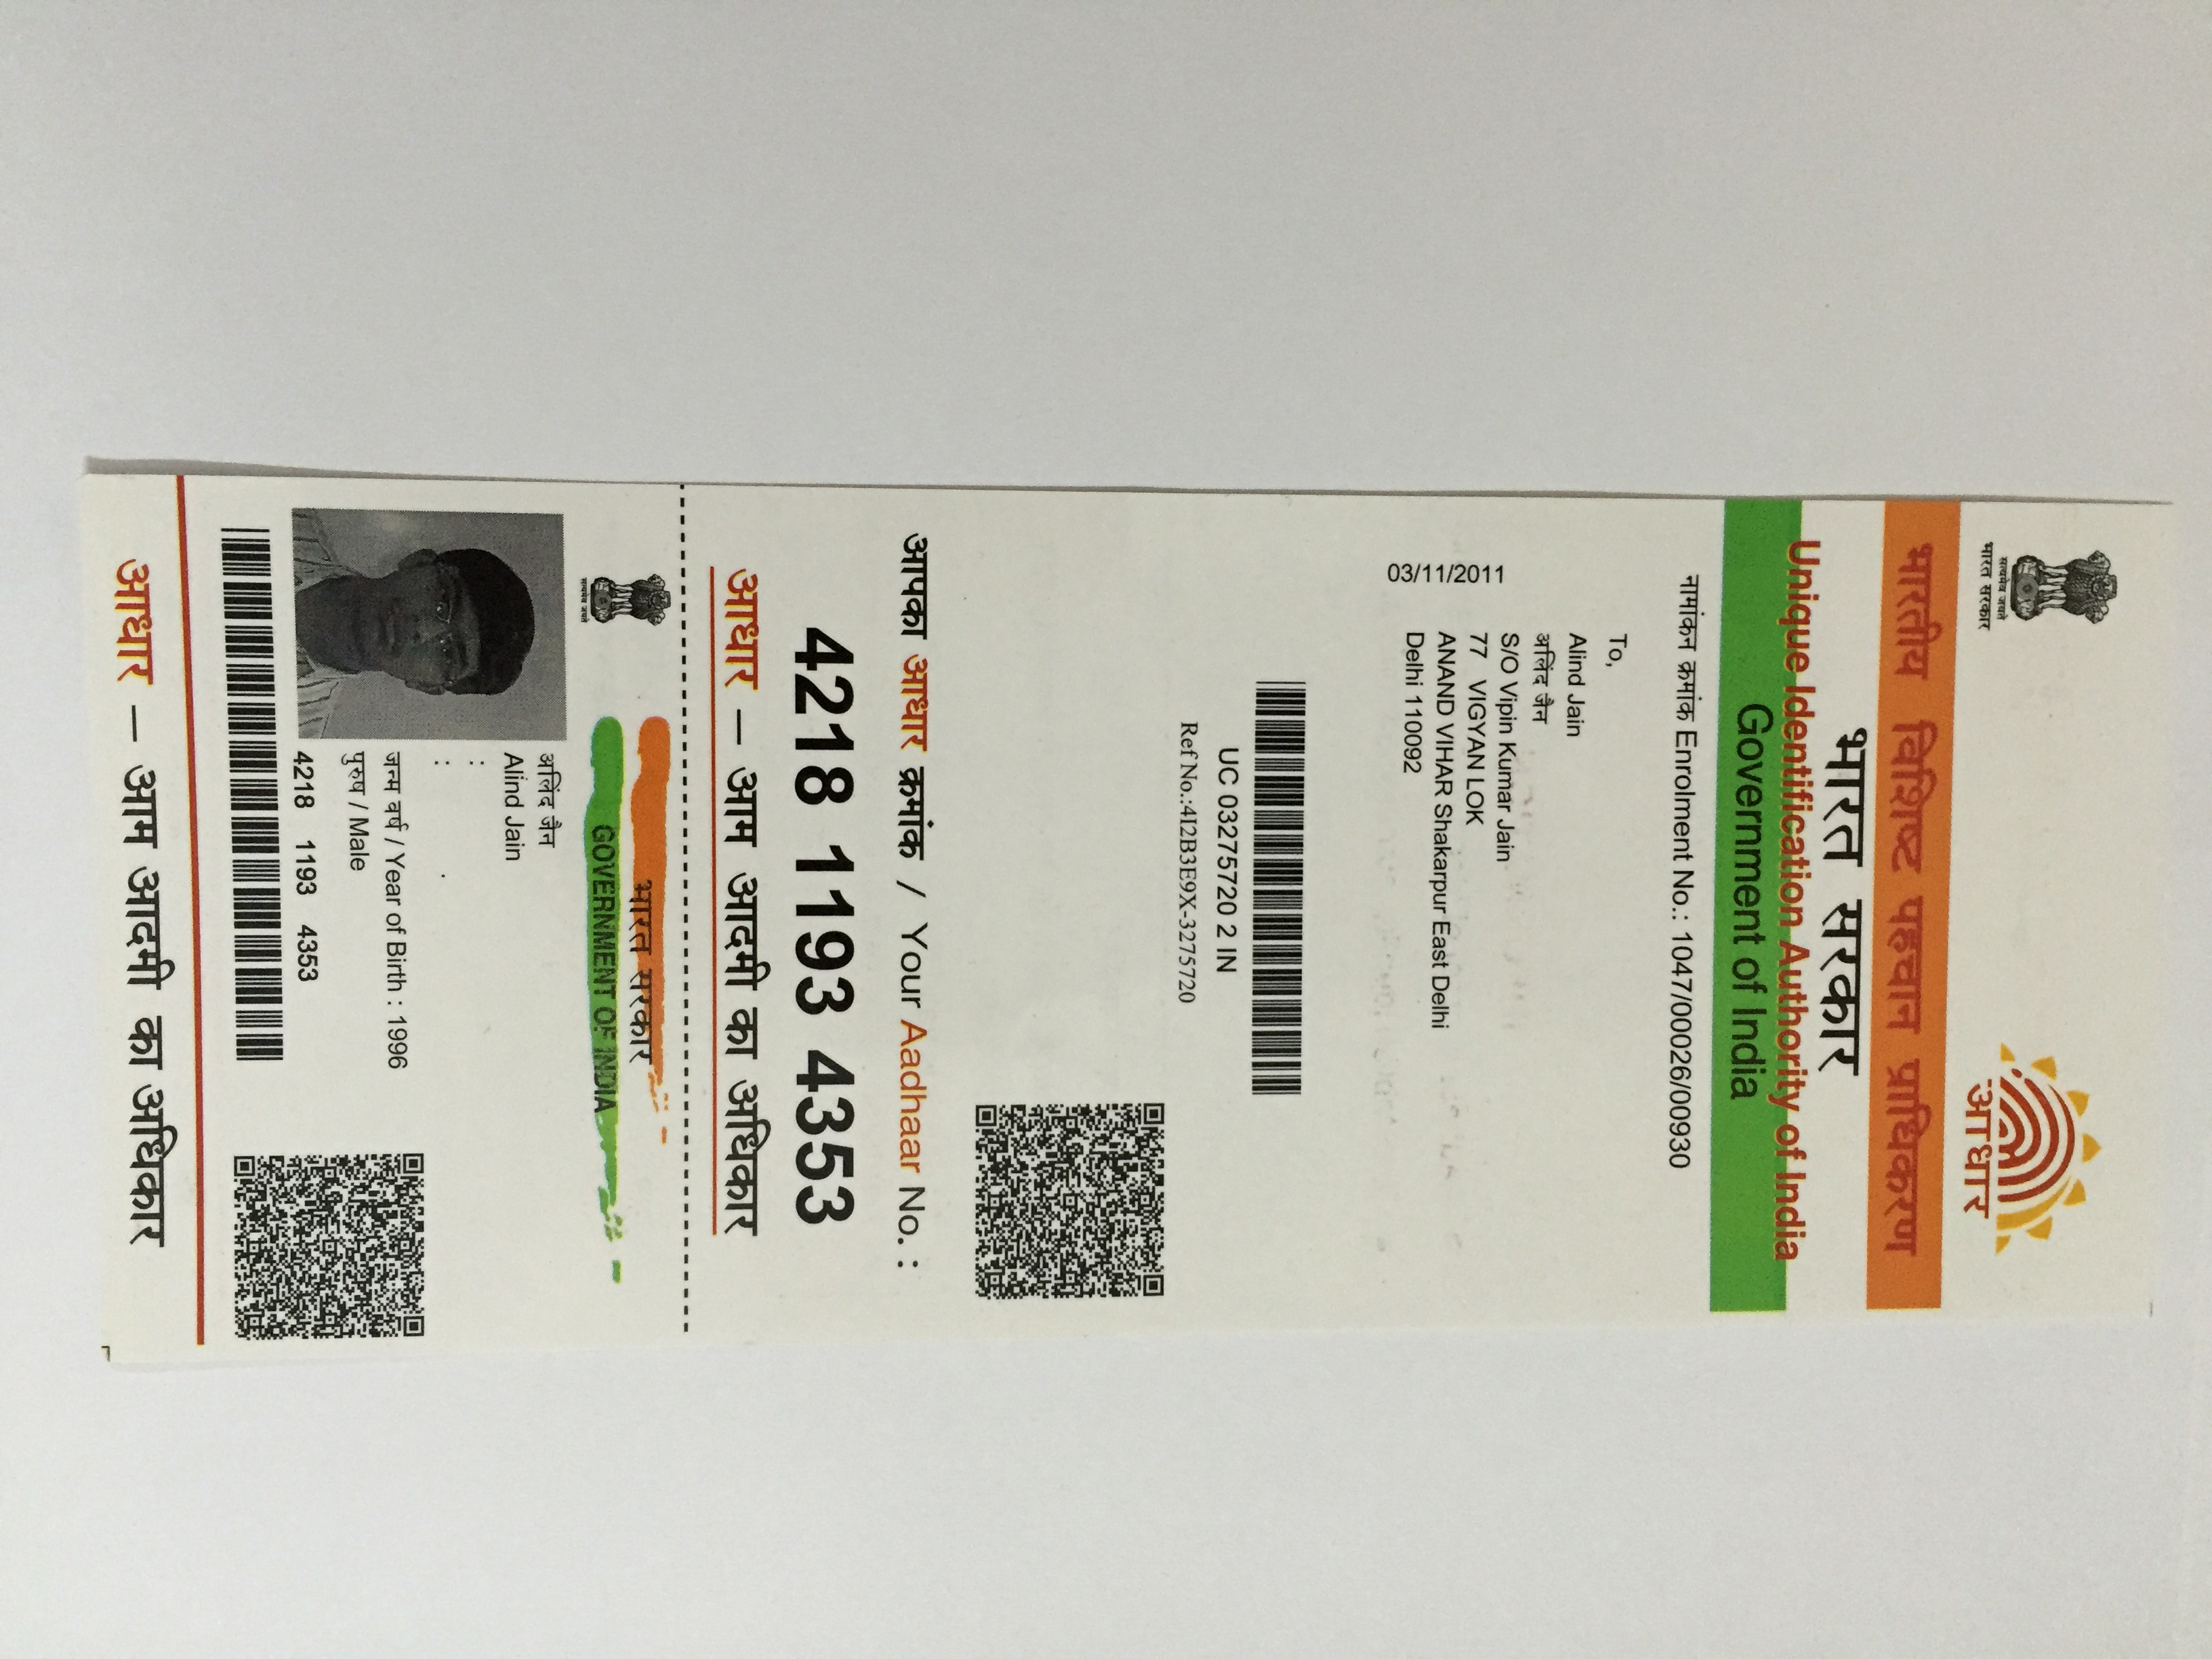 भारत सरकार
सत्यमेव जयते
आधार
भारतीय विशिष्ट पहचान प्राधिकरण
भारत सरकार
Unique Identification Authority of India
Government of India
नामांकन क्रमांक Enrolment No.: 1047/00026/00930
To,
Alind Jain
अलिंद जैन
S/O Vipin Kumar Jain
77 VIGYAN LOK
ANAND VIHAR Shakarpur East Delhi
Delhi 110092
03/11/2011
UC 03275720 2 IN
Ref No.:4I2B3E9X-3275720
आपका आधार क्रमांक / Your Aadhaar No. :
4218 1193 4353
आधार – आम आदमी का अधिकार
सत्यमेव जयते
भारत सरकार
GOVERNMENT OF INDIA
अलिंद जैन
Alind Jain
:
:
जन्म वर्ष / Year of Birth : 1996
पुरुष / Male
4218 1193 4353
आधार – आम आदमी का अधिकार